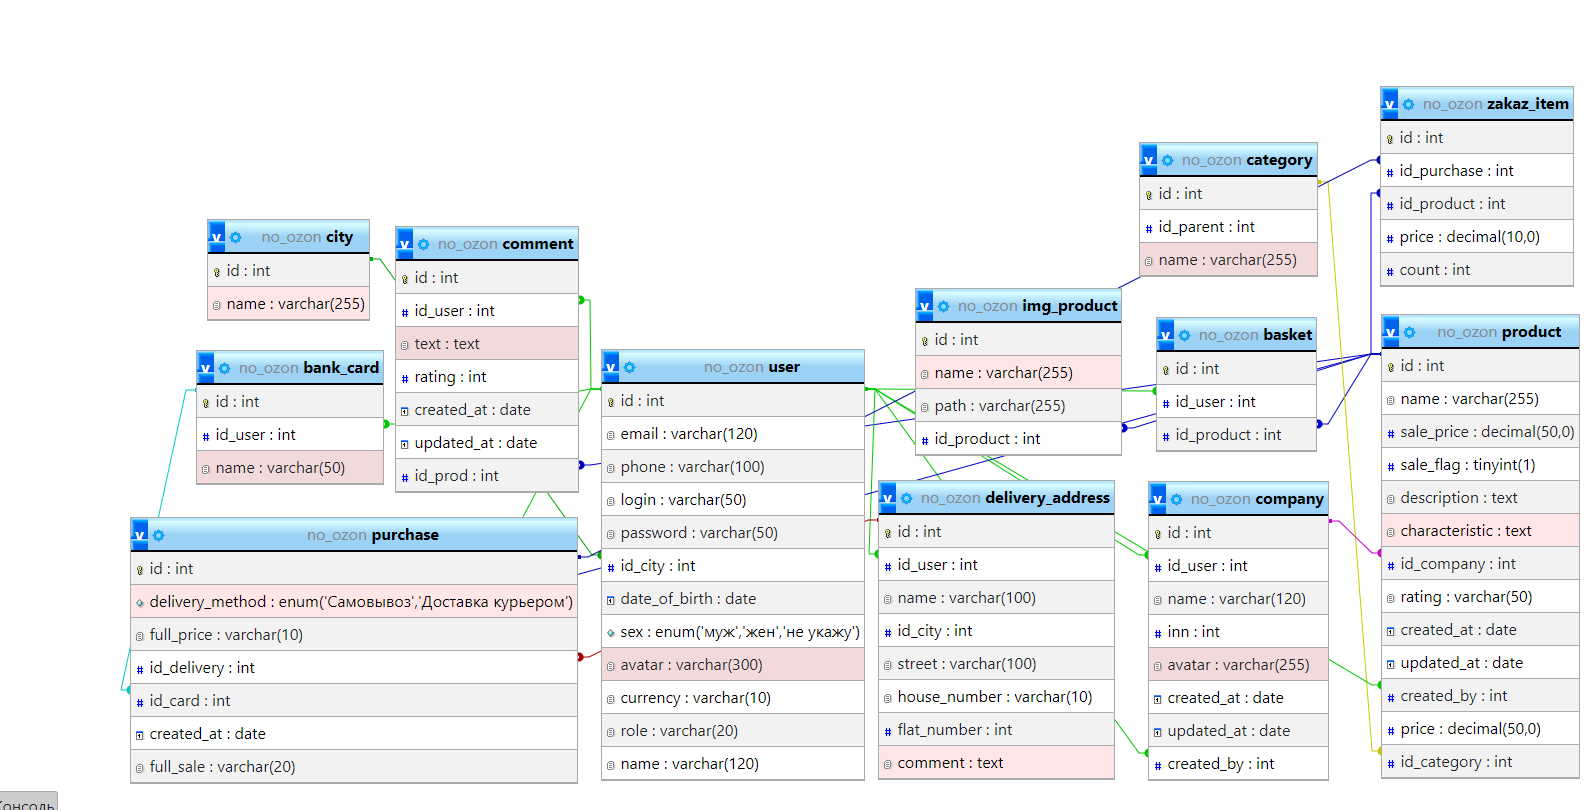 no_ozon city
id : int
name : varchar(255)
no_ozon comment
id : int
id_user : int
text : text
rating : int
created_at : date
updated_at : date
id_prod : int
no_ozon bank_card
id : int
id_user : int
name : varchar(50)
no_ozon purchase
id : int
delivery_method : enum('Самовывоз','Доставка курьером')
full_price : varchar(10)
id_delivery : int
id_card : int
created_at : date
full_sale : varchar(20)
no_ozon user
id : int
email : varchar(120)
phone : varchar(100)
login : varchar(50)
password : varchar(50)
id_city : int
date_of_birth : date
sex : enum('муж','жен','не укажу')
avatar : varchar(300)
currency : varchar(10)
role : varchar(20)
name : varchar(120)
no_ozon img_product
id : int
name : varchar(255)
path : varchar(255)
id_product : int
no_ozon delivery_address
id : int
id_user : int
name : varchar(100)
id_city : int
street : varchar(100)
house_number : varchar(10)
flat_number : int
comment : text
no_ozon category
id : int
id_parent : int
name : varchar(255)
no_ozon basket
id : int
id_user : int
id_product : int
no_ozon company
id : int
id_user : int
name : varchar(120)
inn : int
avatar : varchar(255)
created_at : date
updated_at : date
created_by : int
no_ozon zakaz_item
id : int
id_purchase : int
id_product : int
price : decimal(10,0)
count : int
no_ozon product
id : int
name : varchar(255)
sale_price : decimal(50,0)
sale_flag : tinyint(1)
description : text
characteristic : text
id_company : int
rating : varchar(50)
created_at : date
updated_at : date
created_by : int
price : decimal(50,0)
id_category : int
Консоль